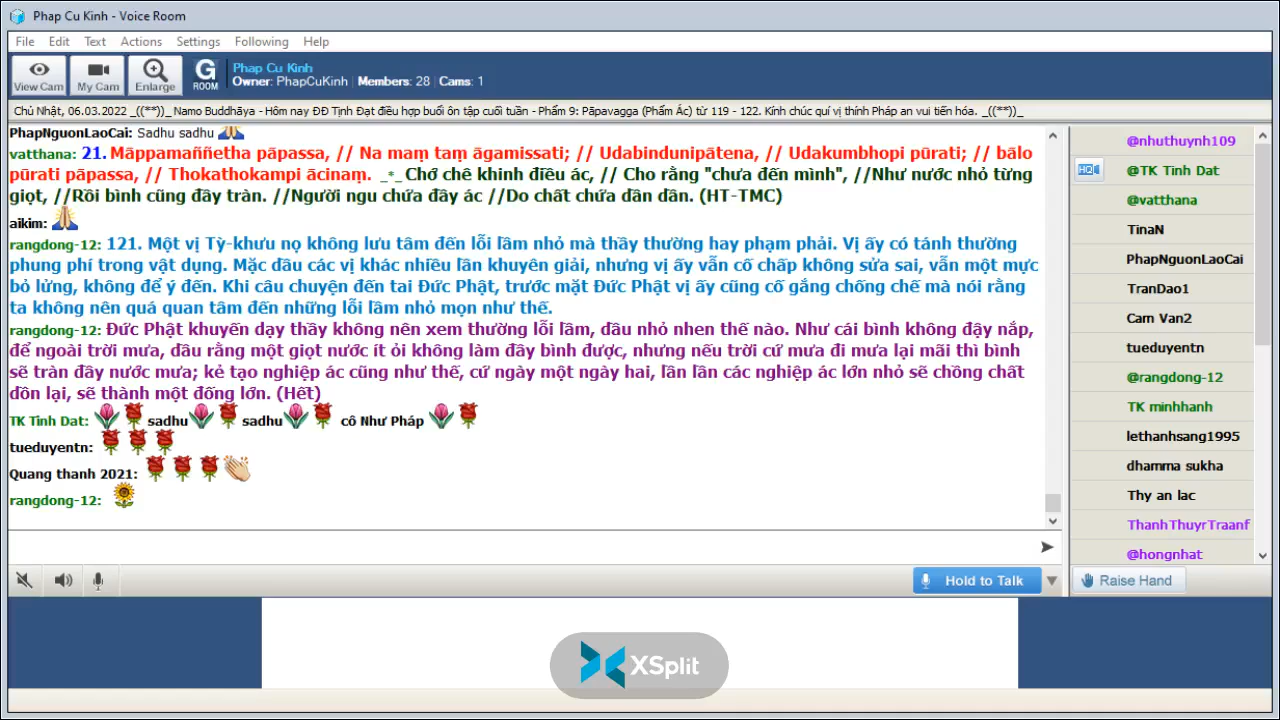 Phap Cu Kinh - Voice Room
File Edit Text Actions Settings Following Help
View Cam My Cam Enlarge G ROOM
Phap Cu Kinh
Owner: PhapCuKinh Members: 28 Cams: 1
Chủ Nhật, 06.03.2022 _((**))_ Namo Buddhāya - Hôm nay ĐĐ Tịnh Đạt điều hợp buổi ôn tập cuối tuần - Phẩm 9: Pāpavagga (Phẩm Ác) từ 119 - 122. Kính chúc quí vị thính Pháp an vui tiến hóa. _((**))_
PhapNguonLaoCai: Sadhu sadhu
vatthana: 21. Māppamaññetha pāpassa, // Na maṃ taṃ āgamissati; // Udabindunipātena, // Udakumbhopi pūrati; // bālo
pūrati pāpassa, // Thokathokampi ācinaṃ. _*_ Chớ chê khinh điều ác, // Cho rằng "chưa đến mình", //Như nước nhỏ từng
giọt, //Rồi bình cũng đầy tràn. //Người ngu chứa đầy ác //Do chất chứa dần dần. (HT-TMC)
aikim:
rangdong-12: 121. Một vị Tỳ-khưu nọ không lưu tâm đến lỗi lầm nhỏ mà thầy thường hay phạm phải. Vị ấy có tánh thường
phung phí trong vật dụng. Mặc dầu các vị khác nhiều lần khuyên giải, nhưng vị ấy vẫn cố chấp không sửa sai, vẫn một mực
bỏ lửng, không để ý đến. Khi câu chuyện đến tai Đức Phật, trước mặt Đức Phật vị ấy cũng cố gắng chống chế mà nói rằng
ta không nên quá quan tâm đến những lỗi lầm nhỏ mọn như thế.
rangdong-12: Đức Phật khuyến dạy thầy không nên xem thường lỗi lầm, dầu nhỏ nhen thế nào. Như cái bình không đậy nắp,
để ngoài trời mưa, dầu rằng một giọt nước ít ỏi không làm đầy bình được, nhưng nếu trời cứ mưa đi mưa lại mãi thì bình
sẽ tràn đầy nước mưa; kẻ tạo nghiệp ác cũng như thế, cứ ngày một ngày hai, lần lần các nghiệp ác lớn nhỏ sẽ chồng chất
dồn lại, sẽ thành một đống lớn. (Hết)
TK Tinh Dat: sadhu sadhu cô Như Pháp
tueduyentn:
Quang thanh 2021:
rangdong-12:
@nhuthuynh109
HQ @TK Tinh Dat
@vatthana
TinaN
PhapNguonLaoCai
TranDao1
Cam Van2
tueduyentn
@rangdong-12
TK minhhanh
lethanhsang1995
dhamma sukha
Thy an lac
ThanhThuyrTraanf
@hongnhat
Hold to Talk
Raise Hand
XSplit